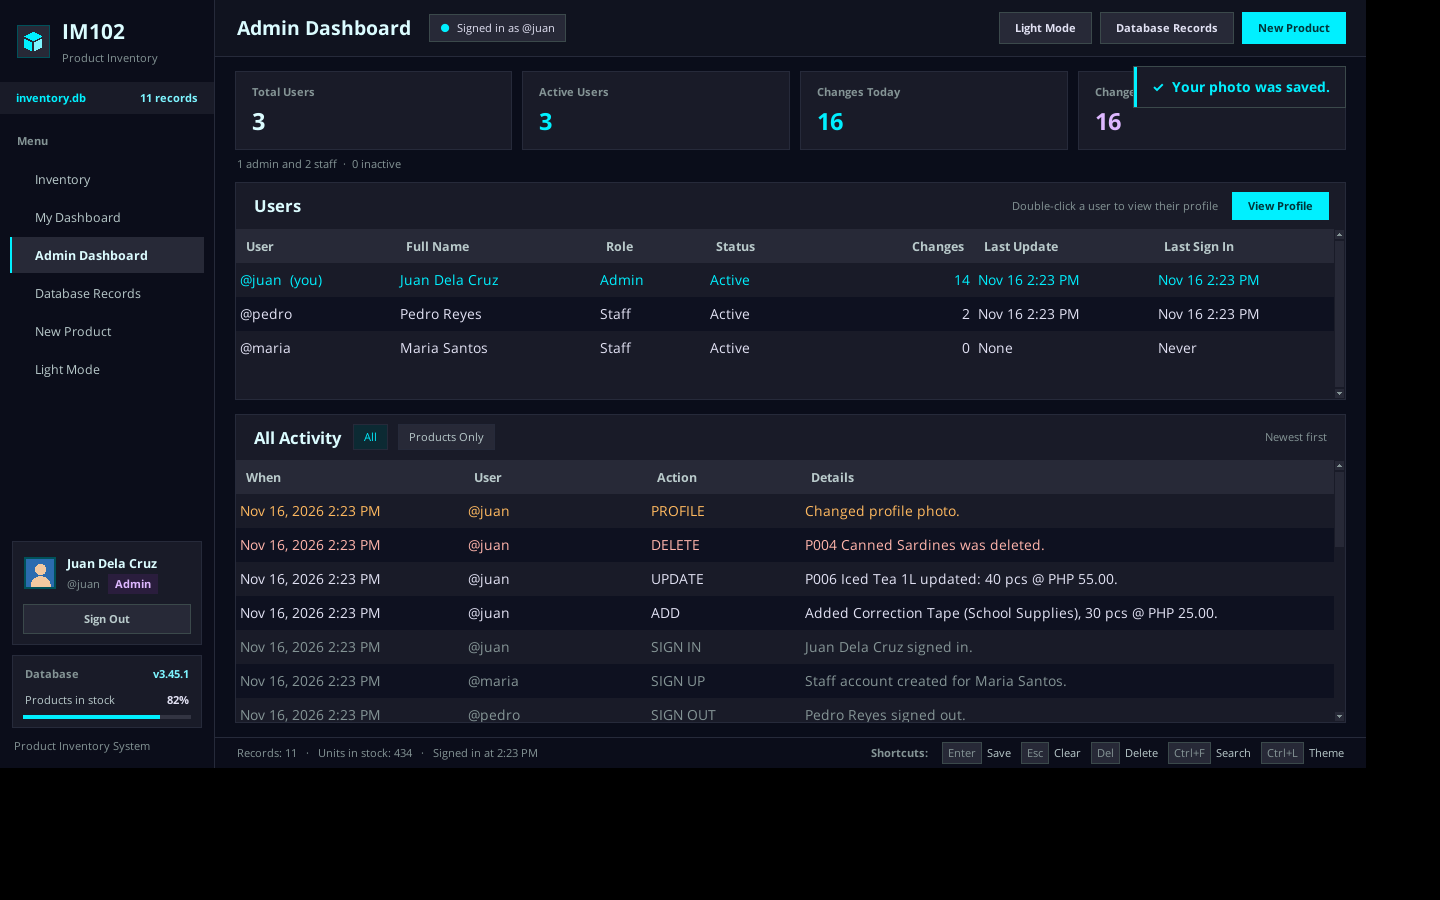 IM102
Product Inventory
inventory.db 11 records
Menu
Inventory
My Dashboard
Admin Dashboard
Database Records
New Product
Light Mode
Juan Dela Cruz
@juan Admin
Sign Out
Database v3.45.1
Products in stock 82%
Product Inventory System
Admin Dashboard Signed in as @juan Light Mode Database Records New Product
✓ Your photo was saved.
Total Users Active Users Changes Today
3 3 16 16
1 admin and 2 staff · 0 inactive
Users Double-click a user to view their profile View Profile
User Full Name Role Status Changes Last Update Last Sign In
@juan (you) Juan Dela Cruz Admin Active 14 Nov 16 2:23 PM Nov 16 2:23 PM
@pedro Pedro Reyes Staff Active 2 Nov 16 2:23 PM Nov 16 2:23 PM
@maria Maria Santos Staff Active 0 None Never
All Activity All Products Only Newest first
When User Action Details
Nov 16, 2026 2:23 PM @juan PROFILE Changed profile photo.
Nov 16, 2026 2:23 PM @juan DELETE P004 Canned Sardines was deleted.
Nov 16, 2026 2:23 PM @juan UPDATE P006 Iced Tea 1L updated: 40 pcs @ PHP 55.00.
Nov 16, 2026 2:23 PM @juan ADD Added Correction Tape (School Supplies), 30 pcs @ PHP 25.00.
Nov 16, 2026 2:23 PM @juan SIGN IN Juan Dela Cruz signed in.
Nov 16, 2026 2:23 PM @maria SIGN UP Staff account created for Maria Santos.
Nov 16, 2026 2:23 PM @pedro SIGN OUT Pedro Reyes signed out.
Records: 11 · Units in stock: 434 · Signed in at 2:23 PM Shortcuts: Enter Save Esc Clear Del Delete Ctrl+F Search Ctrl+L Theme